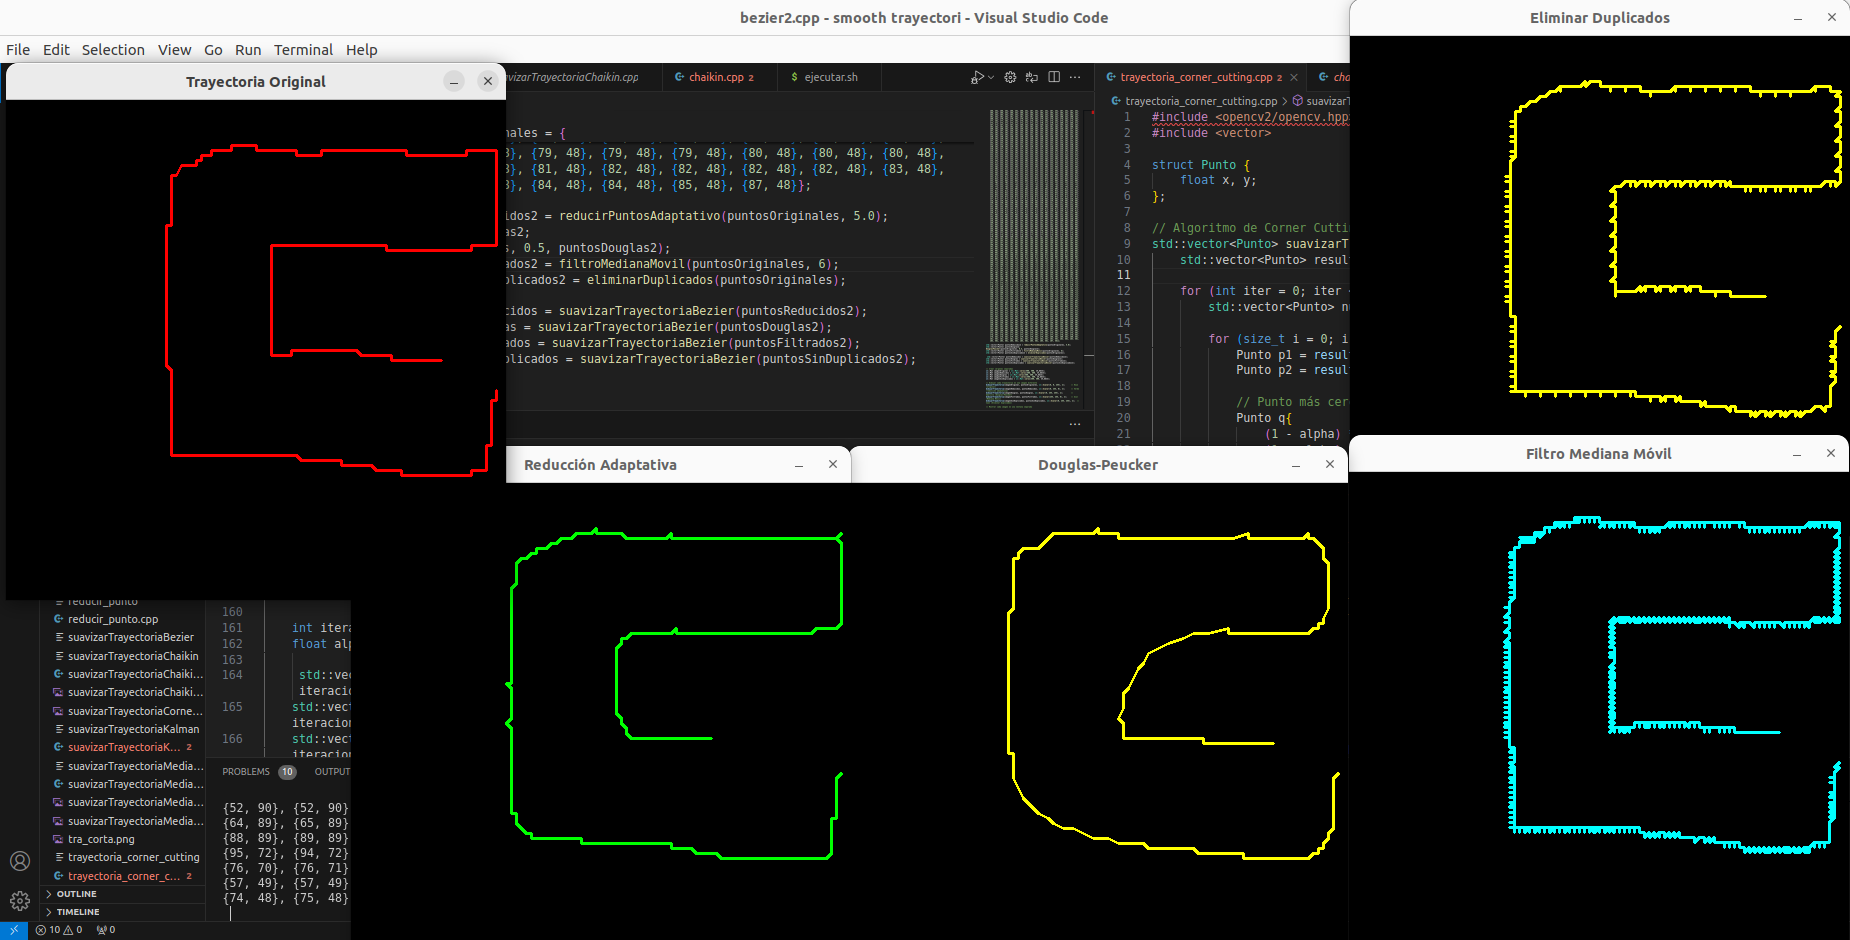 bezier2.cpp - smooth trayectori - Visual Studio Code
File Edit Selection View Go Run Terminal Help
Trayectoria Original
vizarTrayectoriaChaikin.cpp
chaikin.cpp 2
ejecutar.sh
trayectoria_corner_cutting.cpp 2
trayectoria_corner_cutting.cpp
nales = {
}, {79, 48}, {79, 48}, {79, 48}, {80, 48}, {80, 48}, {80, 48},
}, {81, 48}, {82, 48}, {82, 48}, {82, 48}, {82, 48}, {83, 48},
}, {84, 48}, {84, 48}, {85, 48}, {87, 48}};
idos2 = reducirPuntosAdaptativo(puntosOriginales, 5.0);
as2;
s, 0.5, puntosDouglas2);
ados2 = filtroMedianaMovil(puntosOriginales, 6);
plicados2 = eliminarDuplicados(puntosOriginales);
cidos = suavizarTrayectoriaBezier(puntosReducidos2);
as = suavizarTrayectoriaBezier(puntosDouglas2);
ados = suavizarTrayectoriaBezier(puntosFiltrados2);
plicados = suavizarTrayectoriaBezier(puntosSinDuplicados2);
1 #include <opencv2/opencv.hpp
2 #include <vector>
3
4 struct Punto {
5 float x, y;
6 };
7
8 // Algoritmo de Corner Cuttin
9 std::vector<Punto> suavizarT
10 std::vector<Punto> resul
11
12 for (int iter = 0; iter
13 std::vector<Punto> n
14
15 for (size_t i = 0; i
16 Punto p1 = resul
17 Punto p2 = resul
18
19 // Punto más cer
20 Punto q{
21 (1 - alpha)
Eliminar Duplicados
Reducción Adaptativa
Douglas-Peucker
Filtro Mediana Móvil
reducir_punto
reducir_punto.cpp
suavizarTrayectoriaBezier
suavizarTrayectoriaChaikin
suavizarTrayectoriaChaiki...
suavizarTrayectoriaChaiki...
suavizarTrayectoriaCorne...
suavizarTrayectoriaKalman
suavizarTrayectoriaK... 2
suavizarTrayectoriaMedia...
suavizarTrayectoriaMedia...
suavizarTrayectoriaMedia...
suavizarTrayectoriaMedia...
tra_corta.png
trayectoria_corner_cutting
trayectoria_corner_c... 2
OUTLINE
TIMELINE
160
161 int itera
162 float alp
163
164 std::vec
iteracio
165 std::vect
iteracion
166 std::vect
iteracion
PROBLEMS 10 OUTPUT
{52, 90}, {52, 90}
{64, 89}, {65, 89}
{88, 89}, {89, 89}
{95, 72}, {94, 72}
{76, 70}, {76, 71}
{57, 49}, {57, 49}
{74, 48}, {75, 48}
10 0 0